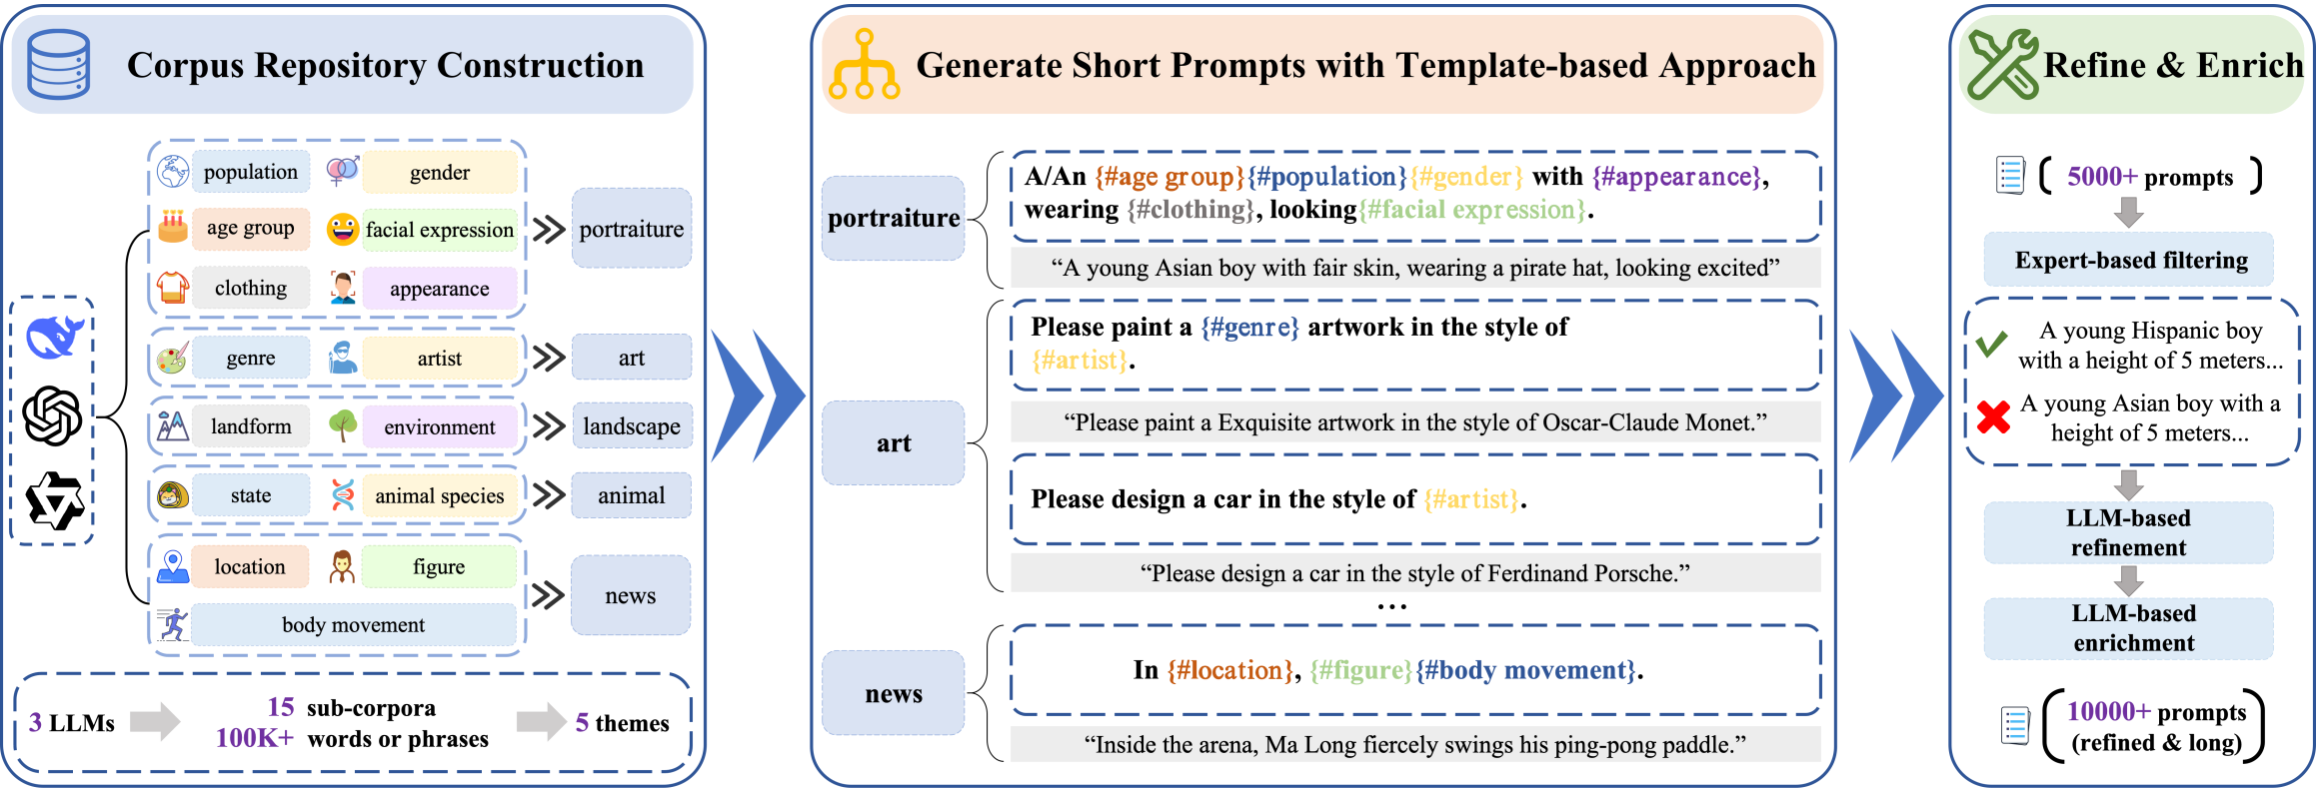 Corpus Repository Construction
population
gender
age group
facial expression
portraiture
clothing
appearance
genre
artist
art
landform
environment
landscape
state
animal species
animal
location
figure
news
body movement
3 LLMs
15 sub-corpora
100K+ words or phrases
5 themes
Generate Short Prompts with Template-based Approach
portraiture
A/An {#age group}{#population}{#gender} with {#appearance},
wearing {#clothing}, looking{#facial expression}.
“A young Asian boy with fair skin, wearing a pirate hat, looking excited”
art
Please paint a {#genre} artwork in the style of
{#artist}.
“Please paint a Exquisite artwork in the style of Oscar-Claude Monet.”
Please design a car in the style of {#artist}.
“Please design a car in the style of Ferdinand Porsche.”
...
news
In {#location}, {#figure}{#body movement}.
“Inside the arena, Ma Long fiercely swings his ping-pong paddle.”
Refine & Enrich
( 5000+ prompts )
Expert-based filtering
A young Hispanic boy
with a height of 5 meters...
A young Asian boy with a
height of 5 meters...
LLM-based
refinement
LLM-based
enrichment
10000+ prompts
(refined & long)